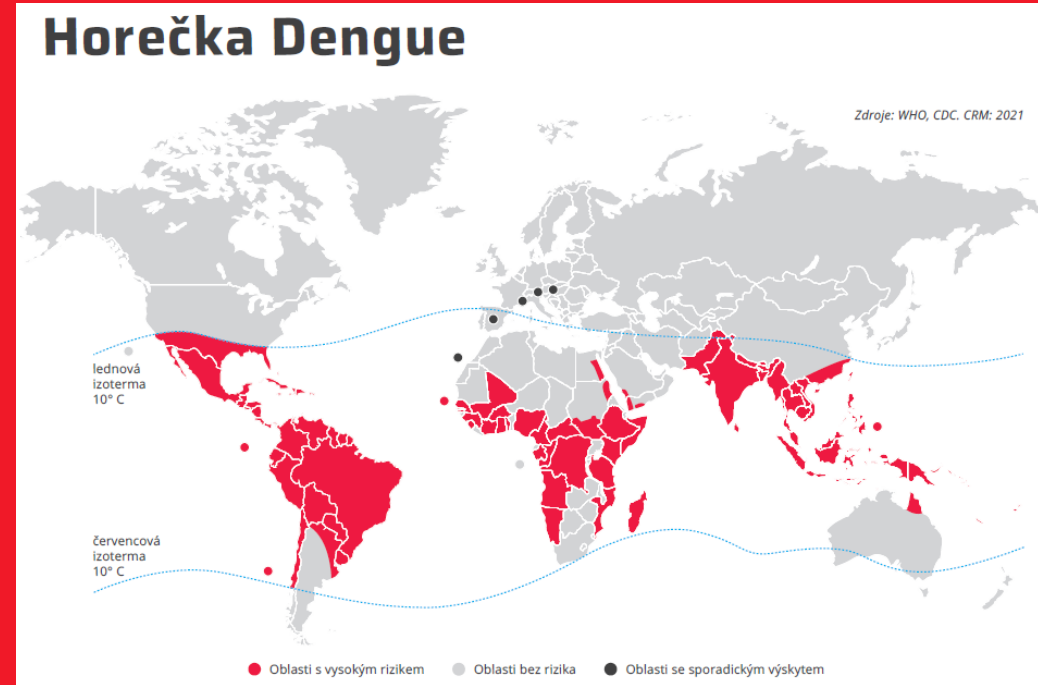 Horečka Dengue
Zdroje: WHO, CDC. CRM: 2021
lednová
izoterma
10° C
červencová
izoterma
10° C
Oblasti s vysokým rizikem
Oblasti bez rizika
Oblasti se sporadickým výskytem